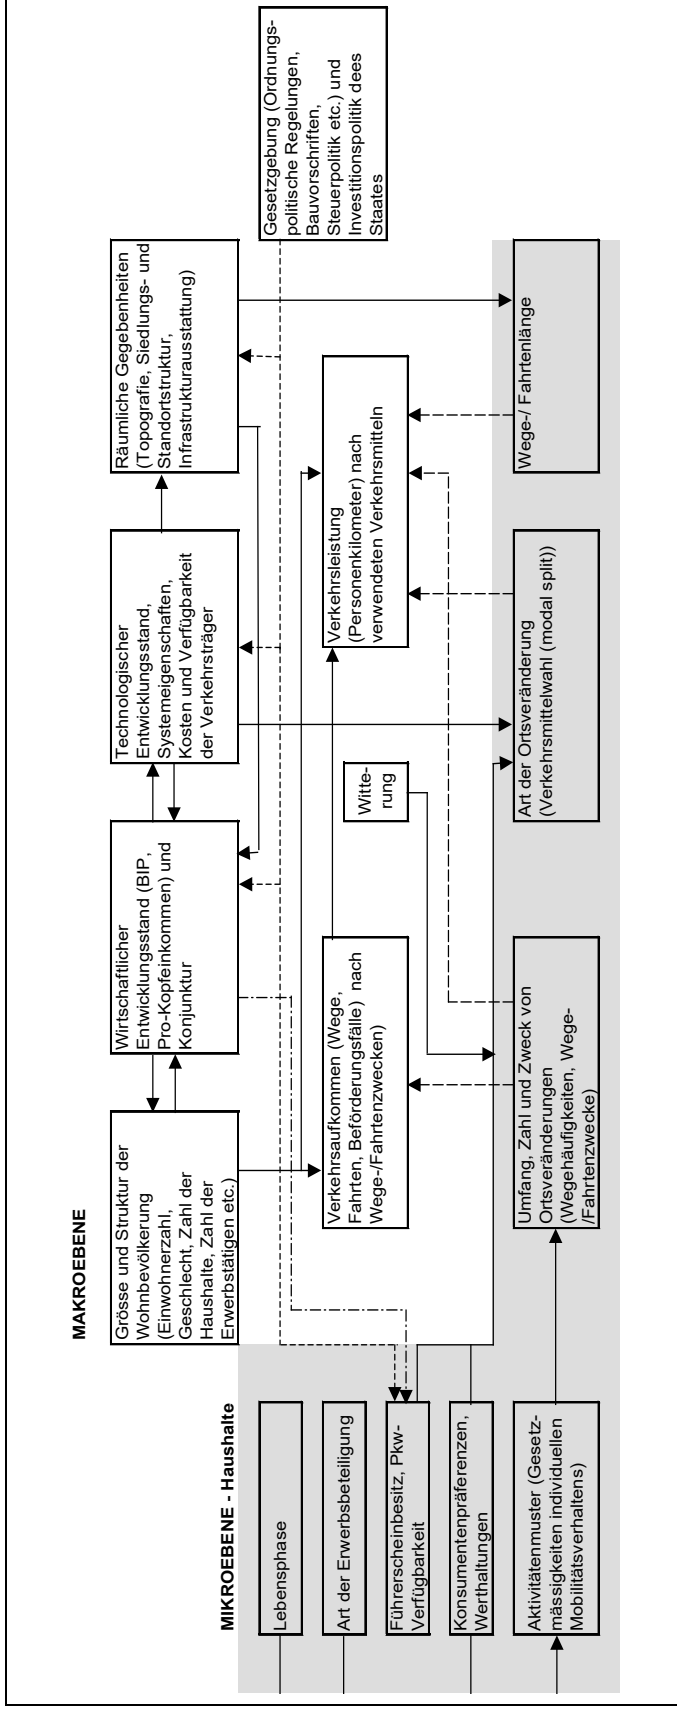 MAKROEBENE
Grösse und Struktur der
Wohnbevölkerung
(Einwohnerzahl,
Geschlecht, Zahl der
Haushalte, Zahl der
Erwerbstätigen etc.)
Wirtschaftlicher
Entwicklungsstand (BIP,
Pro-Kopfeinkommen) und
Konjunktur
Technologischer
Entwicklungsstand,
Systemeigenschaften,
Kosten und Verfügbarkeit
der Verkehrsträger
Räumliche Gegebenheiten
(Topografie, Siedlungs- und
Standortstruktur,
Infrastrukturausstattung)
Gesetzgebung (Ordnungs-
politische Regelungen,
Bauvorschriften,
Steuerpolitik etc.) und
Investitionspolitik dees
Staates
MIKROEBENE - Haushalte
Lebensphase
Art der Erwerbsbeteiligung
Führerscheinbesitz, Pkw-
Verfügbarkeit
Konsumentenpräferenzen,
Werthaltungen
Aktivitätenmuster (Gesetz-
mässigkeiten individuellen
Mobilitätsverhaltens)
Verkehrsaufkommen (Wege,
Fahrten, Beförderungsfälle) nach
Wege-/Fahrtenzwecken)
Witte-
rung
Verkehrsleistung
(Personenkilometer) nach
verwendeten Verkehrsmitteln
Umfang, Zahl und Zweck von
Ortsveränderungen
(Wegehäufigkeiten, Wege-
/Fahrtenzwecke)
Art der Ortsveränderung
(Verkehrsmittelwahl (modal split))
Wege-/ Fahrtenlänge